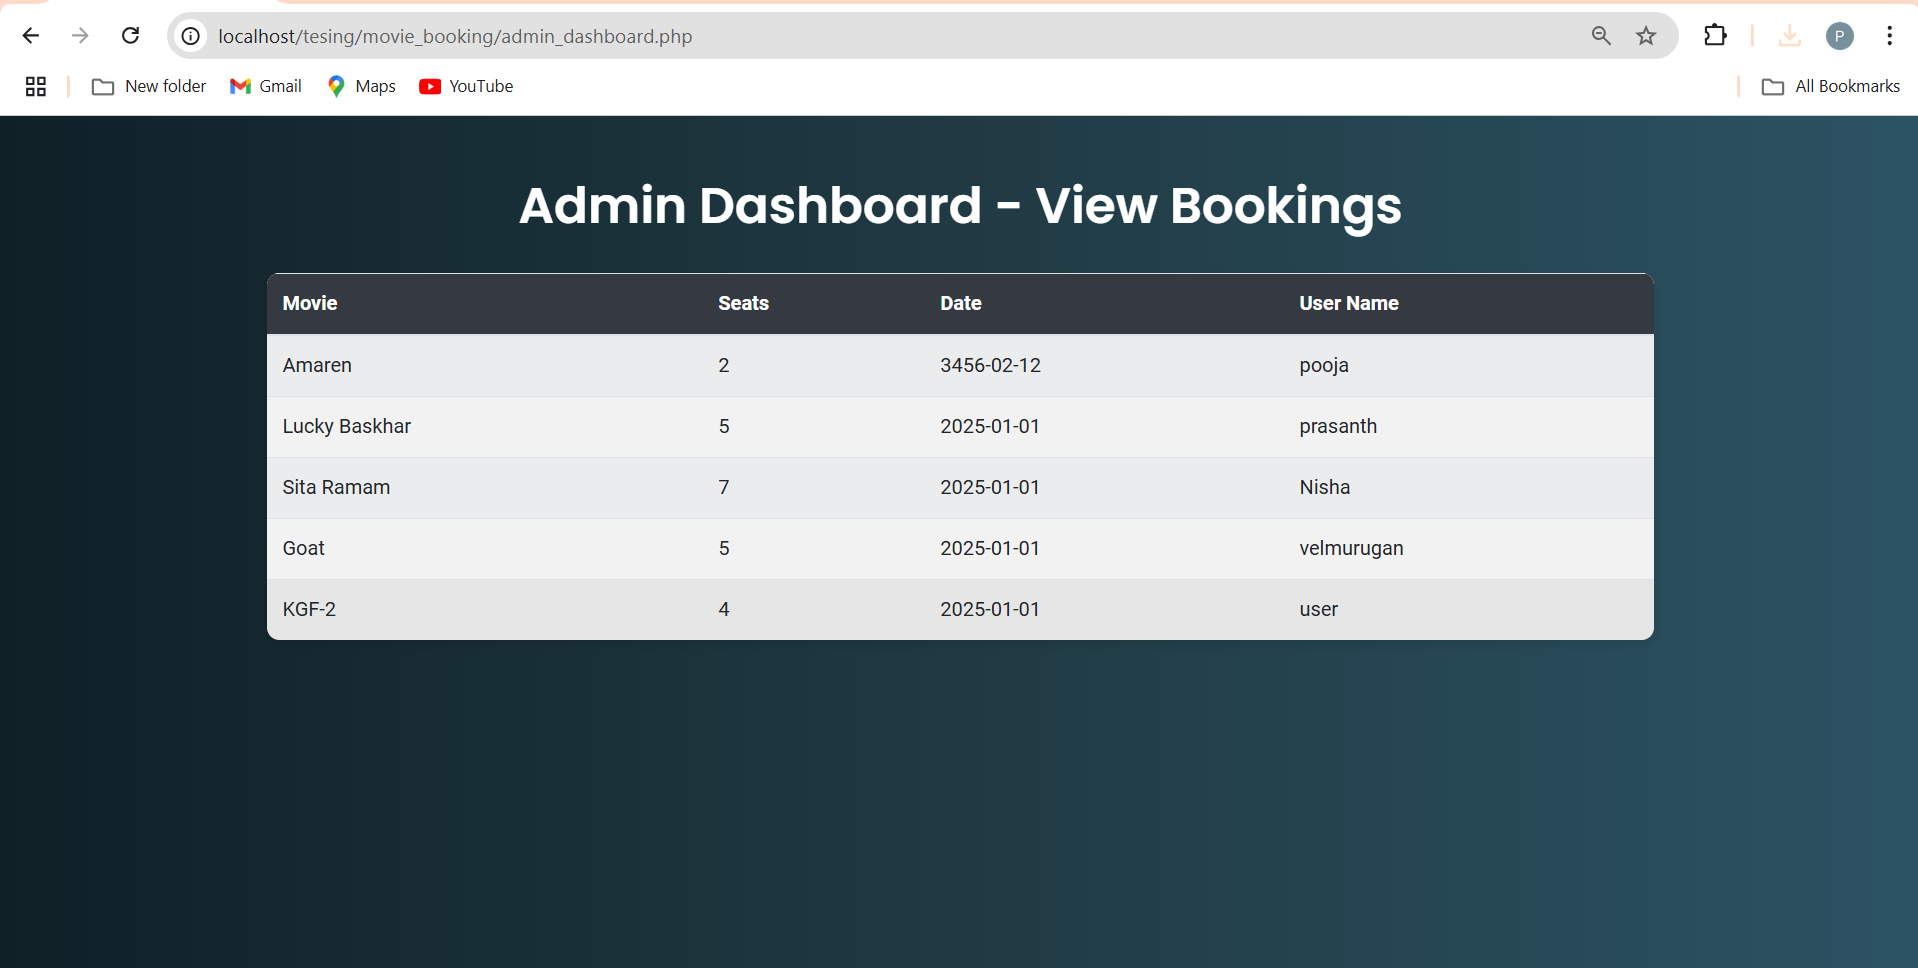 localhost/tesing/movie_booking/admin_dashboard.php
P
New folder Gmail Maps YouTube All Bookmarks
Admin Dashboard - View Bookings
Movie Seats Date User Name
Amaren 2 3456-02-12 pooja
Lucky Baskhar 5 2025-01-01 prasanth
Sita Ramam 7 2025-01-01 Nisha
Goat 5 2025-01-01 velmurugan
KGF-2 4 2025-01-01 user